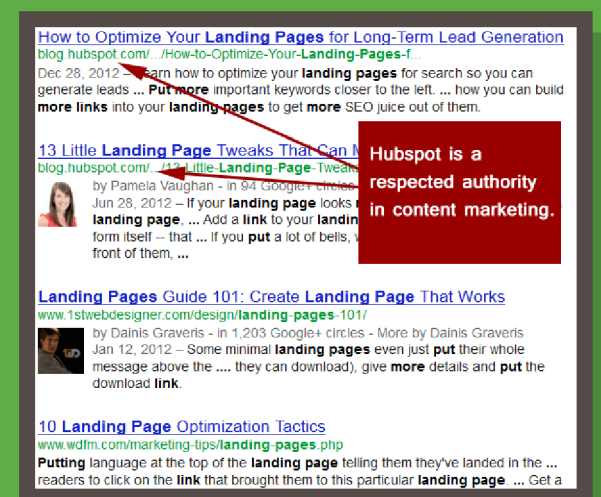 How to Optimize Your Landing Pages for Long-Term Lead Generation
blog.hubspot.com/.../How-to-Optimize-Your-Landing-Pages-f...
Dec 28, 2012 – Learn how to optimize your landing pages for search so you can
generate leads ... Put more important keywords closer to the left. ... how you can build
more links into your landing pages to get more SEO juice out of them.
13 Little Landing Page Tweaks That Can M
blog.hubspot.com/.../13-Little-Landing-Page-Tweaks
by Pamela Vaughan - in 94 Google+ circles
Jun 28, 2012 – If your landing page looks
landing page, ... Add a link to your landin
form itself -- that ... If you put a lot of bells,
front of them, ...
Hubspot is a
respected authority
in content marketing.
Landing Pages Guide 101: Create Landing Page That Works
www.1stwebdesigner.com/design/landing-pages-101/
by Dainis Graveris - in 1,203 Google+ circles - More by Dainis Graveris
Jan 12, 2012 – Some minimal landing pages even just put their whole
message above the .... they can download), give more details and put the
download link.
10 Landing Page Optimization Tactics
www.wdfm.com/marketing-tips/landing-pages.php
Putting language at the top of the landing page telling them they've landed in the ...
readers to click on the link that brought them to this particular landing page. ... Get a